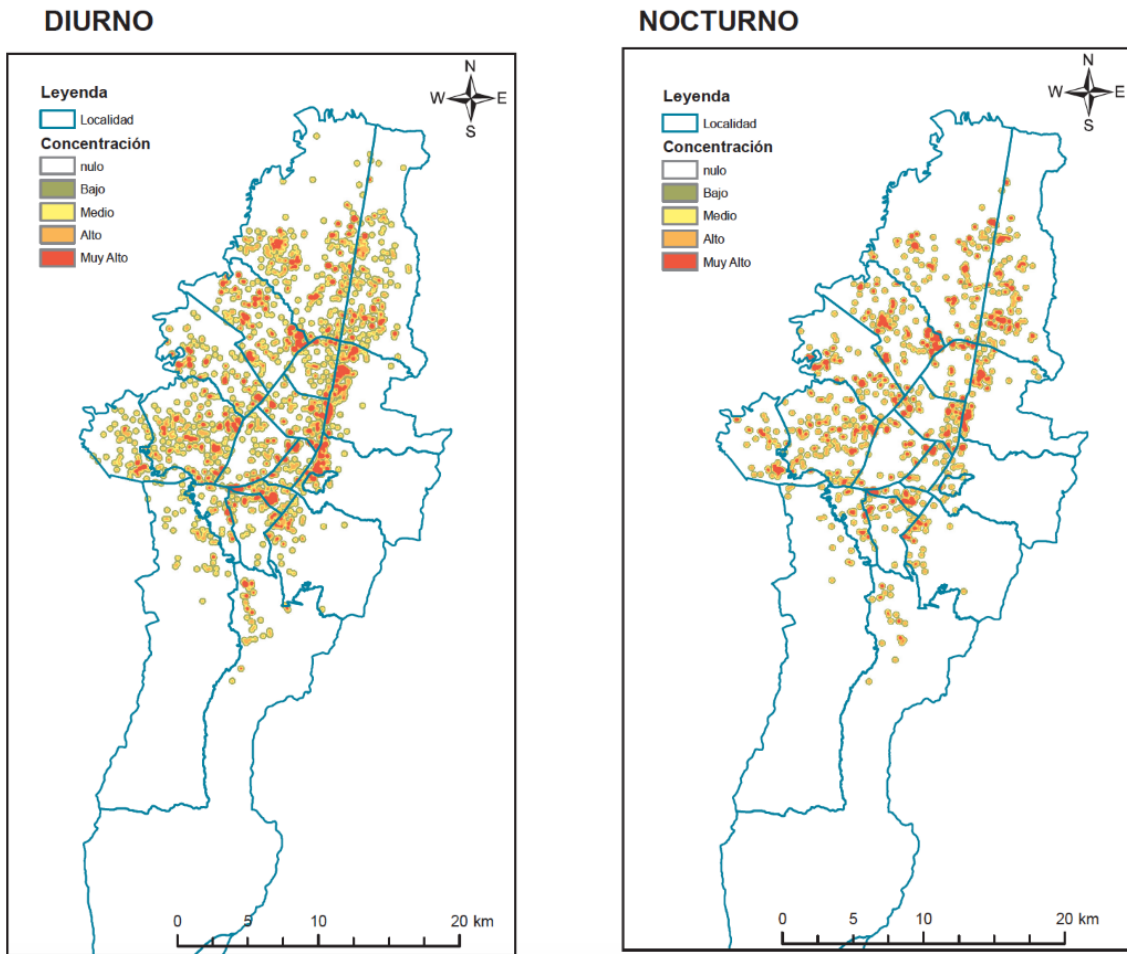 DIURNO
NOCTURNO
Leyenda
Localidad
Concentración
nulo
Bajo
Medio
Alto
Muy Alto
N
W
E
S
0
5
10
20 km
Leyenda
Localidad
Concentración
nulo
Bajo
Medio
Alto
Muy Alto
N
W
E
S
0
5
10
20 km